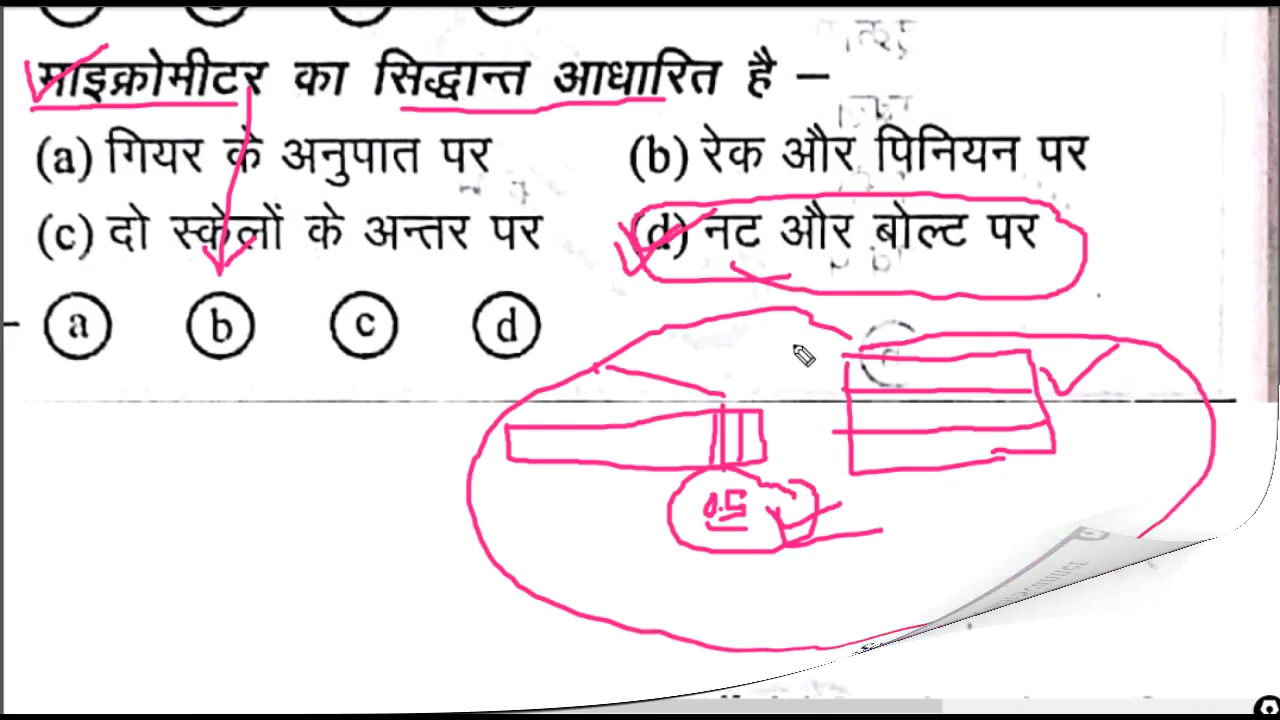 माइक्रोमीटर का सिद्धान्त आधारित है –
(a) गियर के अनुपात पर (b) रेक और पिनियन पर
(c) दो स्केलों के अन्तर पर (d) नट और बोल्ट पर
a b c d
0.5